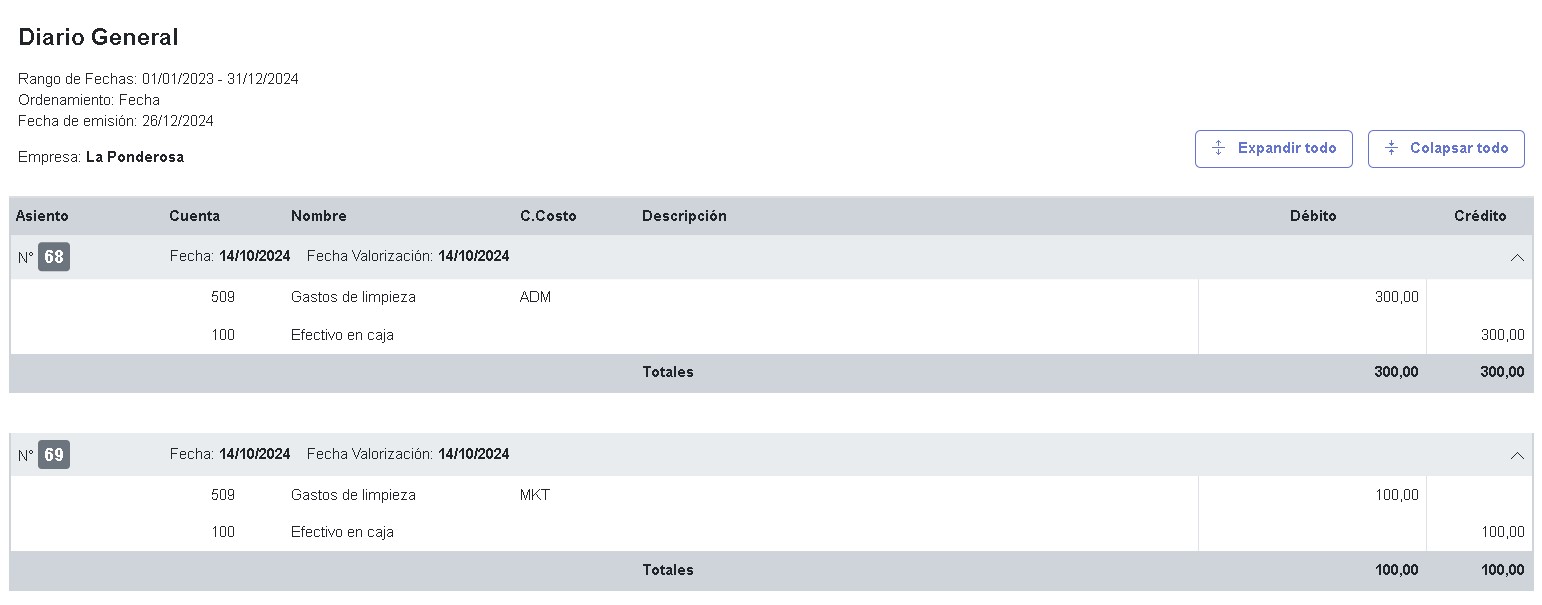 Diario General
Rango de Fechas: 01/01/2023 - 31/12/2024
Ordenamiento: Fecha
Fecha de emisión: 26/12/2024
Empresa: La Ponderosa
Expandir todo Colapsar todo
Asiento Cuenta Nombre C.Costo Descripción Débito Crédito
N° 68 Fecha: 14/10/2024 Fecha Valorización: 14/10/2024
509 Gastos de limpieza ADM 300,00
100 Efectivo en caja 300,00
Totales 300,00 300,00
N° 69 Fecha: 14/10/2024 Fecha Valorización: 14/10/2024
509 Gastos de limpieza MKT 100,00
100 Efectivo en caja 100,00
Totales 100,00 100,00